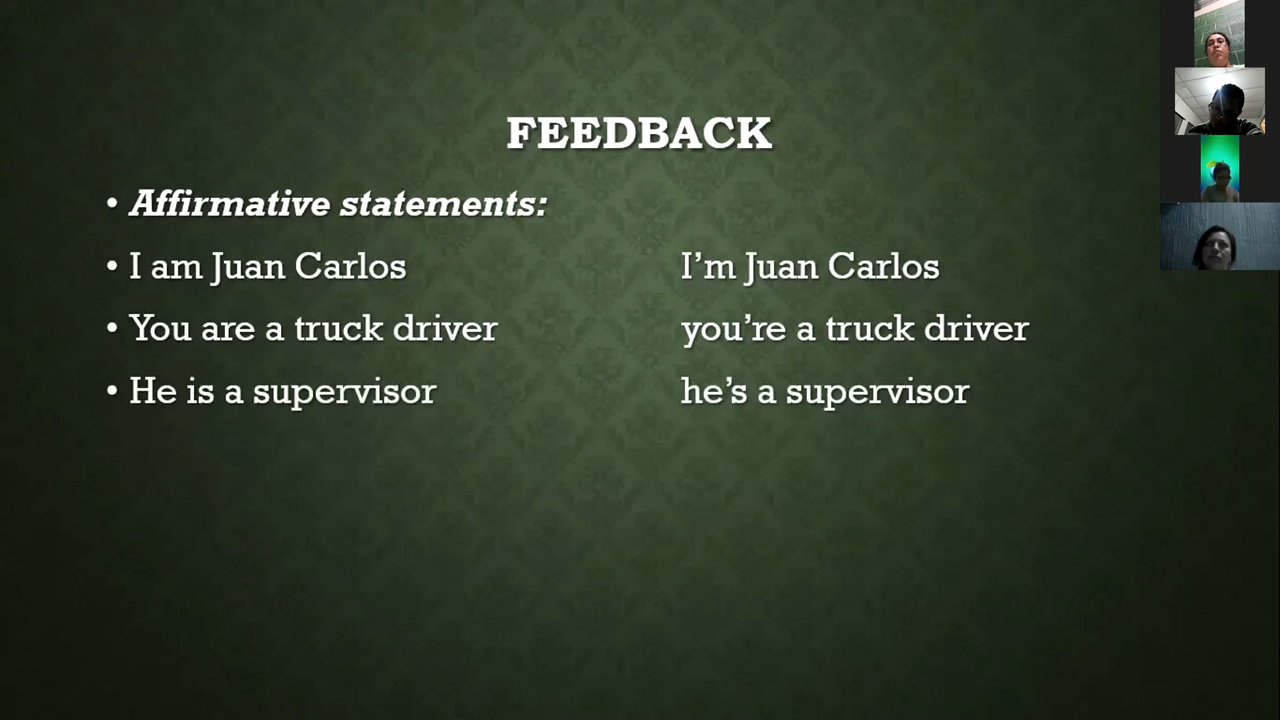 FEEDBACK
• Affirmative statements:
• I am Juan Carlos I’m Juan Carlos
• You are a truck driver you’re a truck driver
• He is a supervisor he’s a supervisor